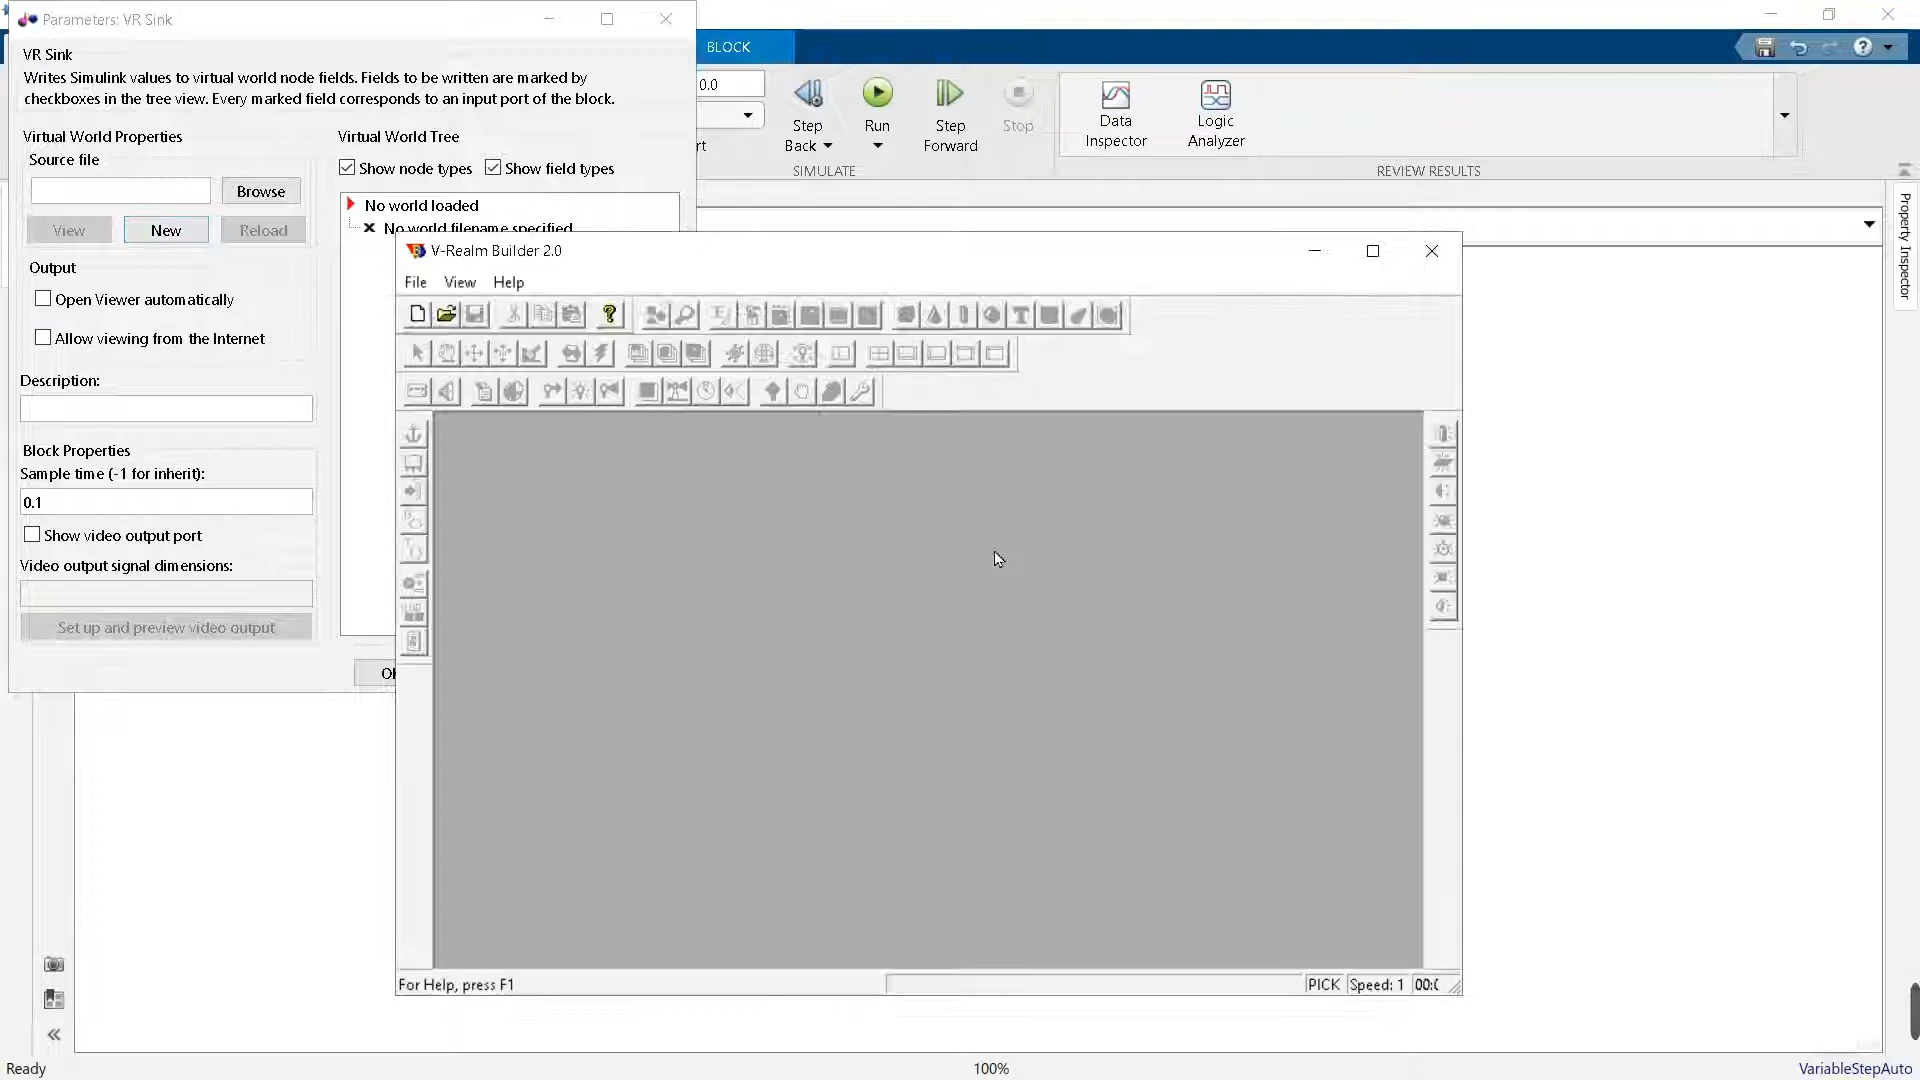 Parameters: VR Sink
VR Sink
Writes Simulink values to virtual world node fields. Fields to be written are marked by
checkboxes in the tree view. Every marked field corresponds to an input port of the block.
Virtual World Properties
Source file
Browse
View
New
Reload
Output
Open Viewer automatically
Allow viewing from the Internet
Description:
Block Properties
Sample time (-1 for inherit):
0.1
Show video output port
Video output signal dimensions:
Set up and preview video output
Virtual World Tree
Show node types
Show field types
No world loaded
No world filename specified
BLOCK
0.0
Step
Back
Run
Step
Forward
Stop
SIMULATE
Data
Inspector
Logic
Analyzer
REVIEW RESULTS
Property Inspector
V-Realm Builder 2.0
File View Help
For Help, press F1
PICK
Speed: 1
Ready
100%
VariableStepAuto